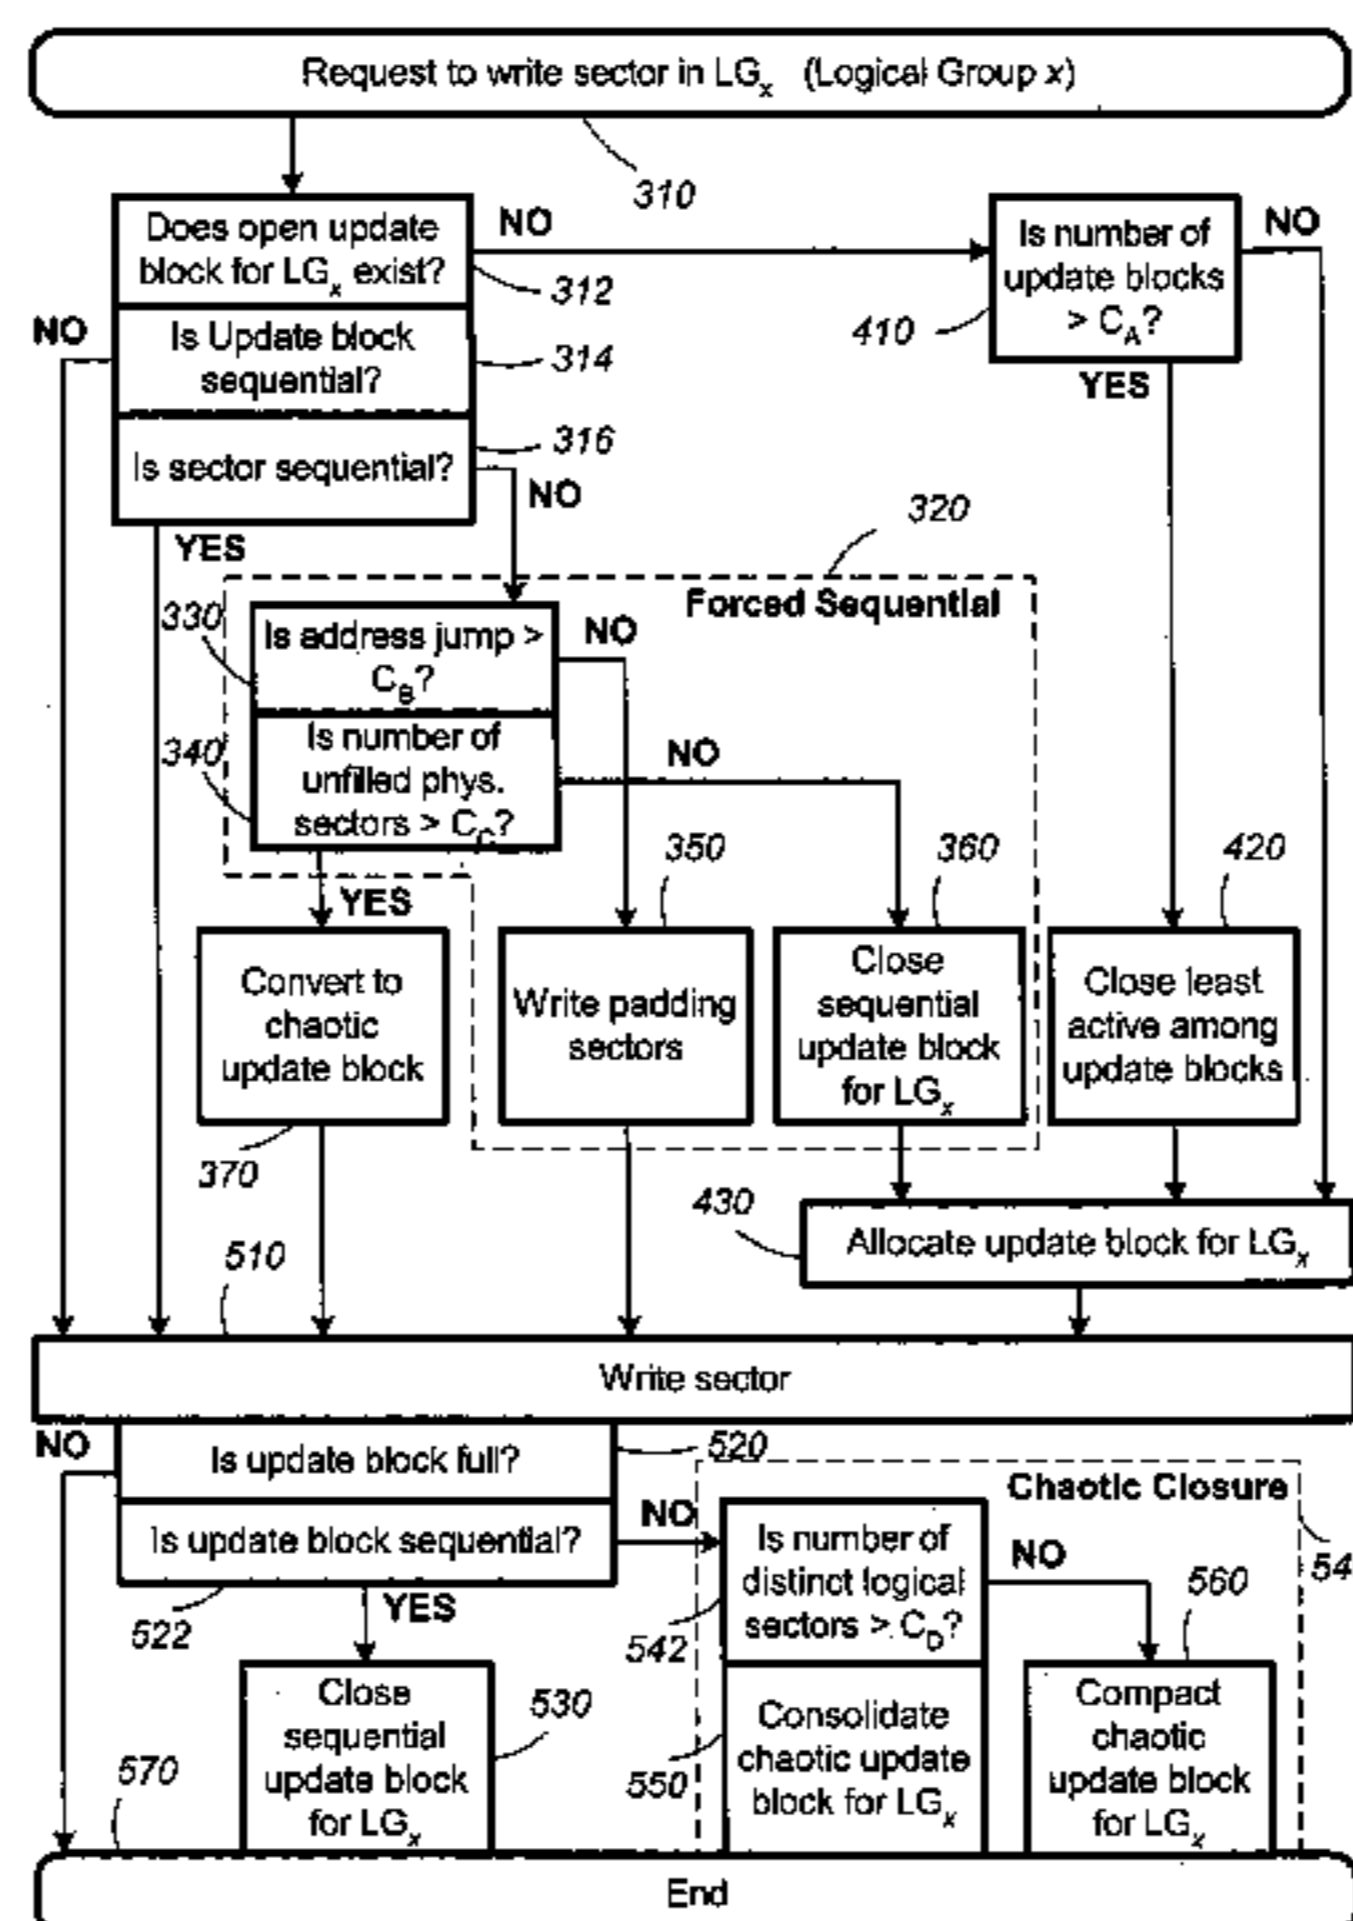 Request to write sector in LGx (Logical Group x)
310
Does open update
block for LGx exist?
NO
312
Is number of
update blocks
> CA?
NO
410
YES
NO
Is Update block
sequential?
314
Is sector sequential?
316
NO
YES
320
Forced Sequential
330
Is address jump >
CB?
NO
340
Is number of
unfilled phys.
sectors > CC?
NO
YES
350
360
420
Convert to
chaotic
update block
370
Write padding
sectors
Close
sequential
update block
for LGx
Close least
active among
update blocks
430
Allocate update block for LGx
510
Write sector
NO
Is update block full?
520
Is update block sequential?
NO
522
YES
Chaotic Closure
54
Is number of
distinct logical
sectors > CD?
542
NO
560
Close
sequential
update block
for LGx
530
Consolidate
chaotic update
block for LGx
550
Compact
chaotic
update block
for LGx
570
End